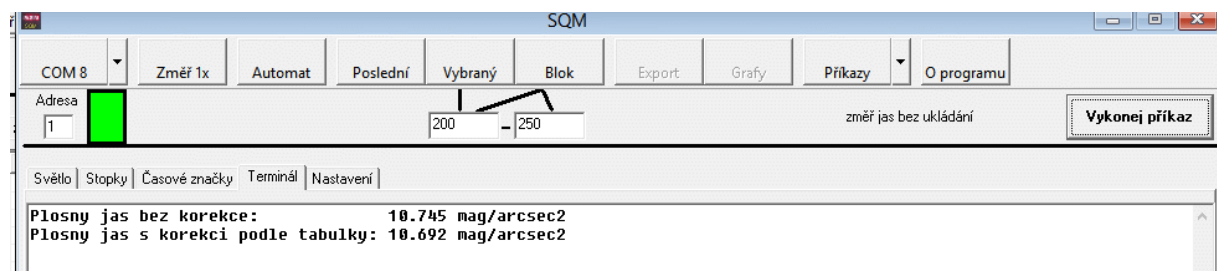 SQM
COM 8 Změř 1x Automat Poslední Vybraný Blok Export Grafy Příkazy O programu
Adresa
1 200 - 250 změř jas bez ukládání Vykonej příkaz
Světlo Stopky Časové značky Terminál Nastavení
Plosny jas bez korekce: 10.745 mag/arcsec2
Plosny jas s korekci podle tabulky: 10.692 mag/arcsec2